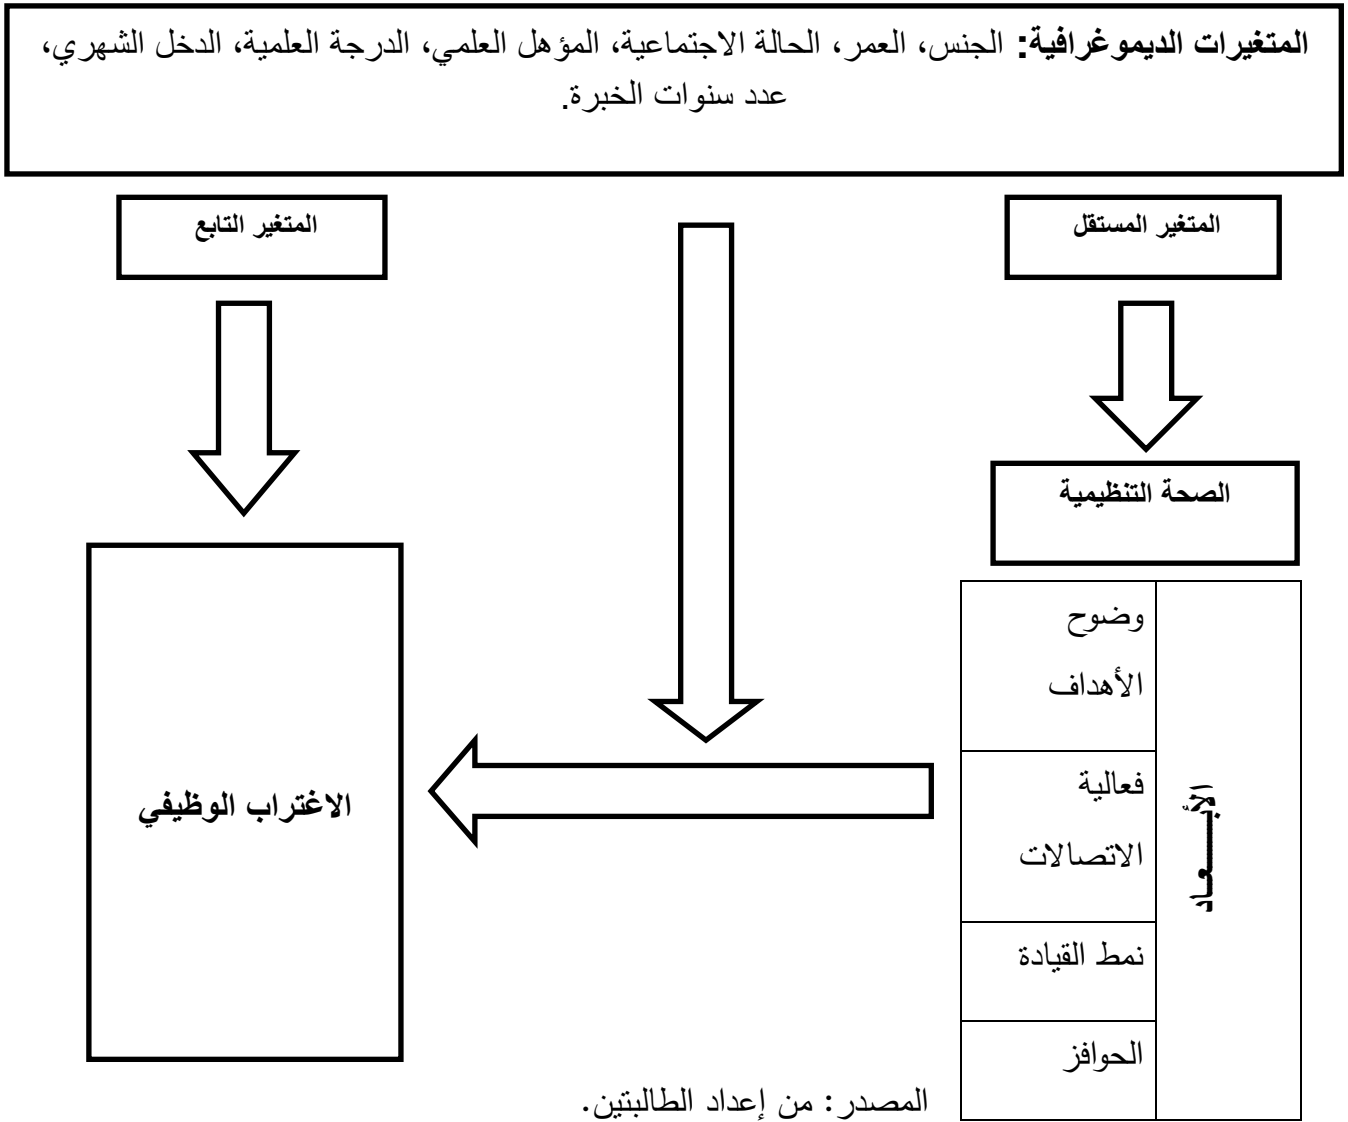 المتغيرات الديموغرافية: الجنس، العمر، الحالة الاجتماعية، المؤهل العلمي، الدرجة العلمية، الدخل الشهري،
عدد سنوات الخبرة.
المتغير المستقل
المتغير التابع
الصحة التنظيمية
الأبـــــعـاد
وضوح
الأهداف
فعالية
الاتصالات
نمط القيادة
الحوافز
الاغتراب الوظيفي
المصدر: من إعداد الطالبتين.